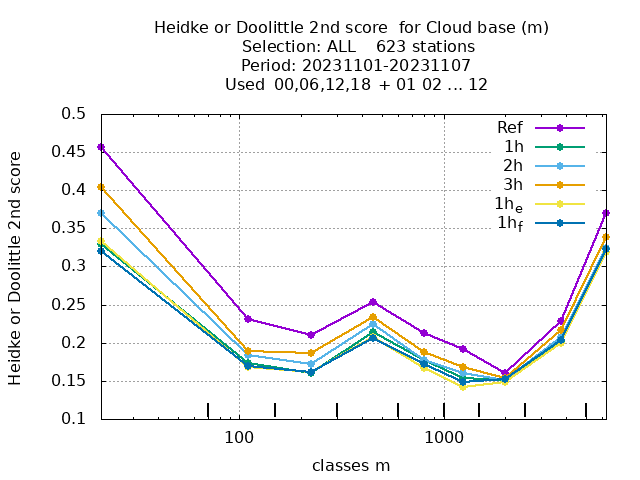 Heidke or Doolittle 2nd score  for Cloud base (m)
Selection: ALL    623 stations
Period: 20231101-20231107
Used  00,06,12,18 + 01 02 ... 12
0.5
0.45
0.4
0.35
0.3
0.25
0.2
0.15
0.1
Heidke or Doolittle 2nd score
Ref
1h
2h
3h
1he
1hf
100
1000
classes m